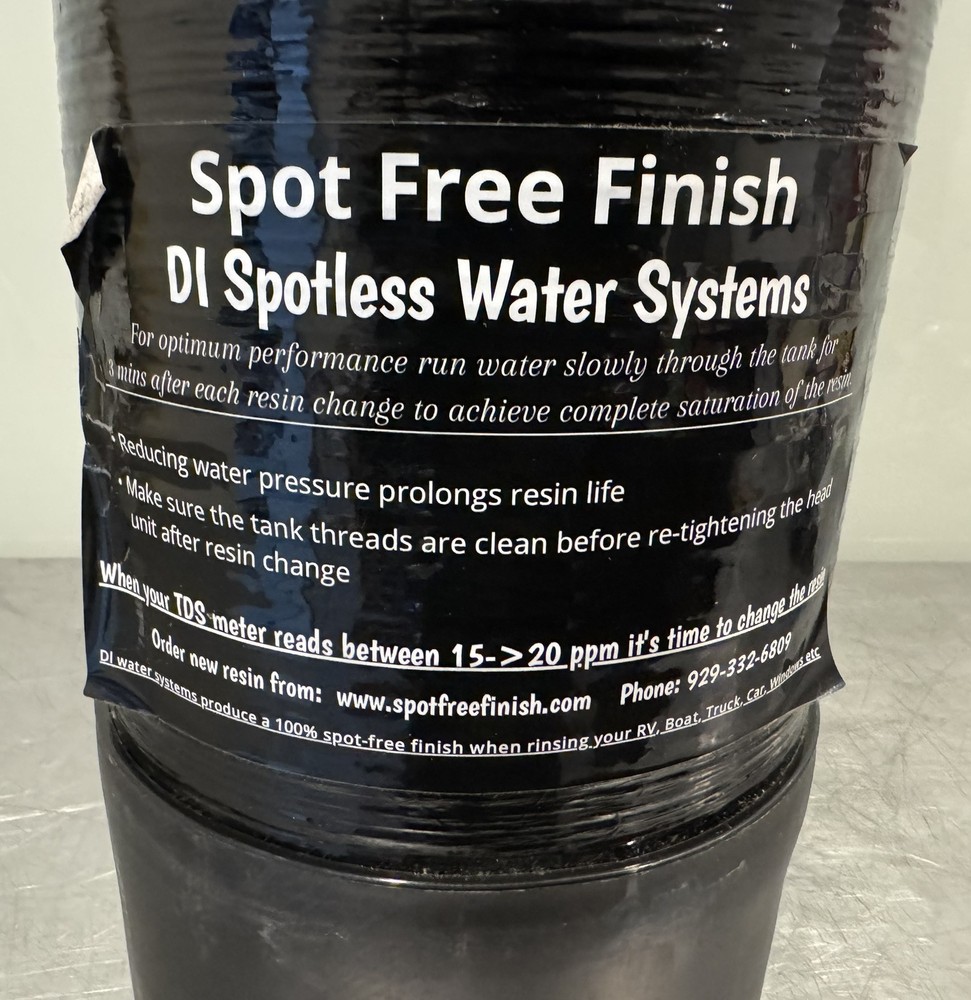 Spot Free Finish
DI Spotless Water Systems
For optimum performance run water slowly through the tank for
3 mins after each resin change to achieve complete saturation of the resin.
• Reducing water pressure prolongs resin life
• Make sure the tank threads are clean before re-tightening the head
unit after resin change
When your TDS meter reads between 15->20 ppm it's time to change the resin
Order new resin from: www.spotfreefinish.com Phone: 929-332-6809
DI water systems produce a 100% spot-free finish when rinsing your RV, Boat, Truck, Car, Windows etc